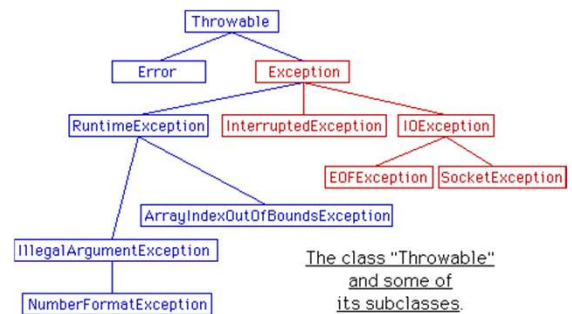 Throwable
Error
Exception
RuntimeException
InterruptedException
IOException
EOFException
SocketException
ArrayIndexOutOfBoundsException
IllegalArgumentException
NumberFormatException
The class "Throwable"
and some of
its subclasses.